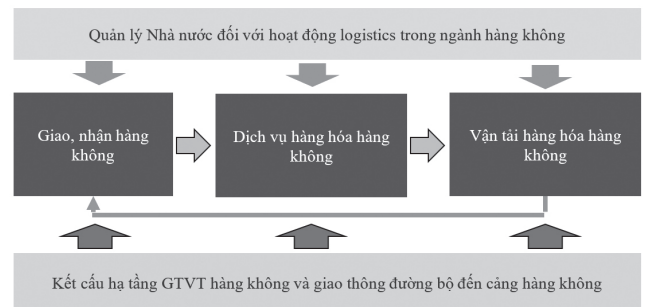 Quản lý Nhà nước đối với hoạt động logistics trong ngành hàng không
Giao, nhận hàng
không
Dịch vụ hàng hóa hàng
không
Vận tải hàng hóa hàng
không
Kết cấu hạ tầng GTVT hàng không và giao thông đường bộ đến cảng hàng không